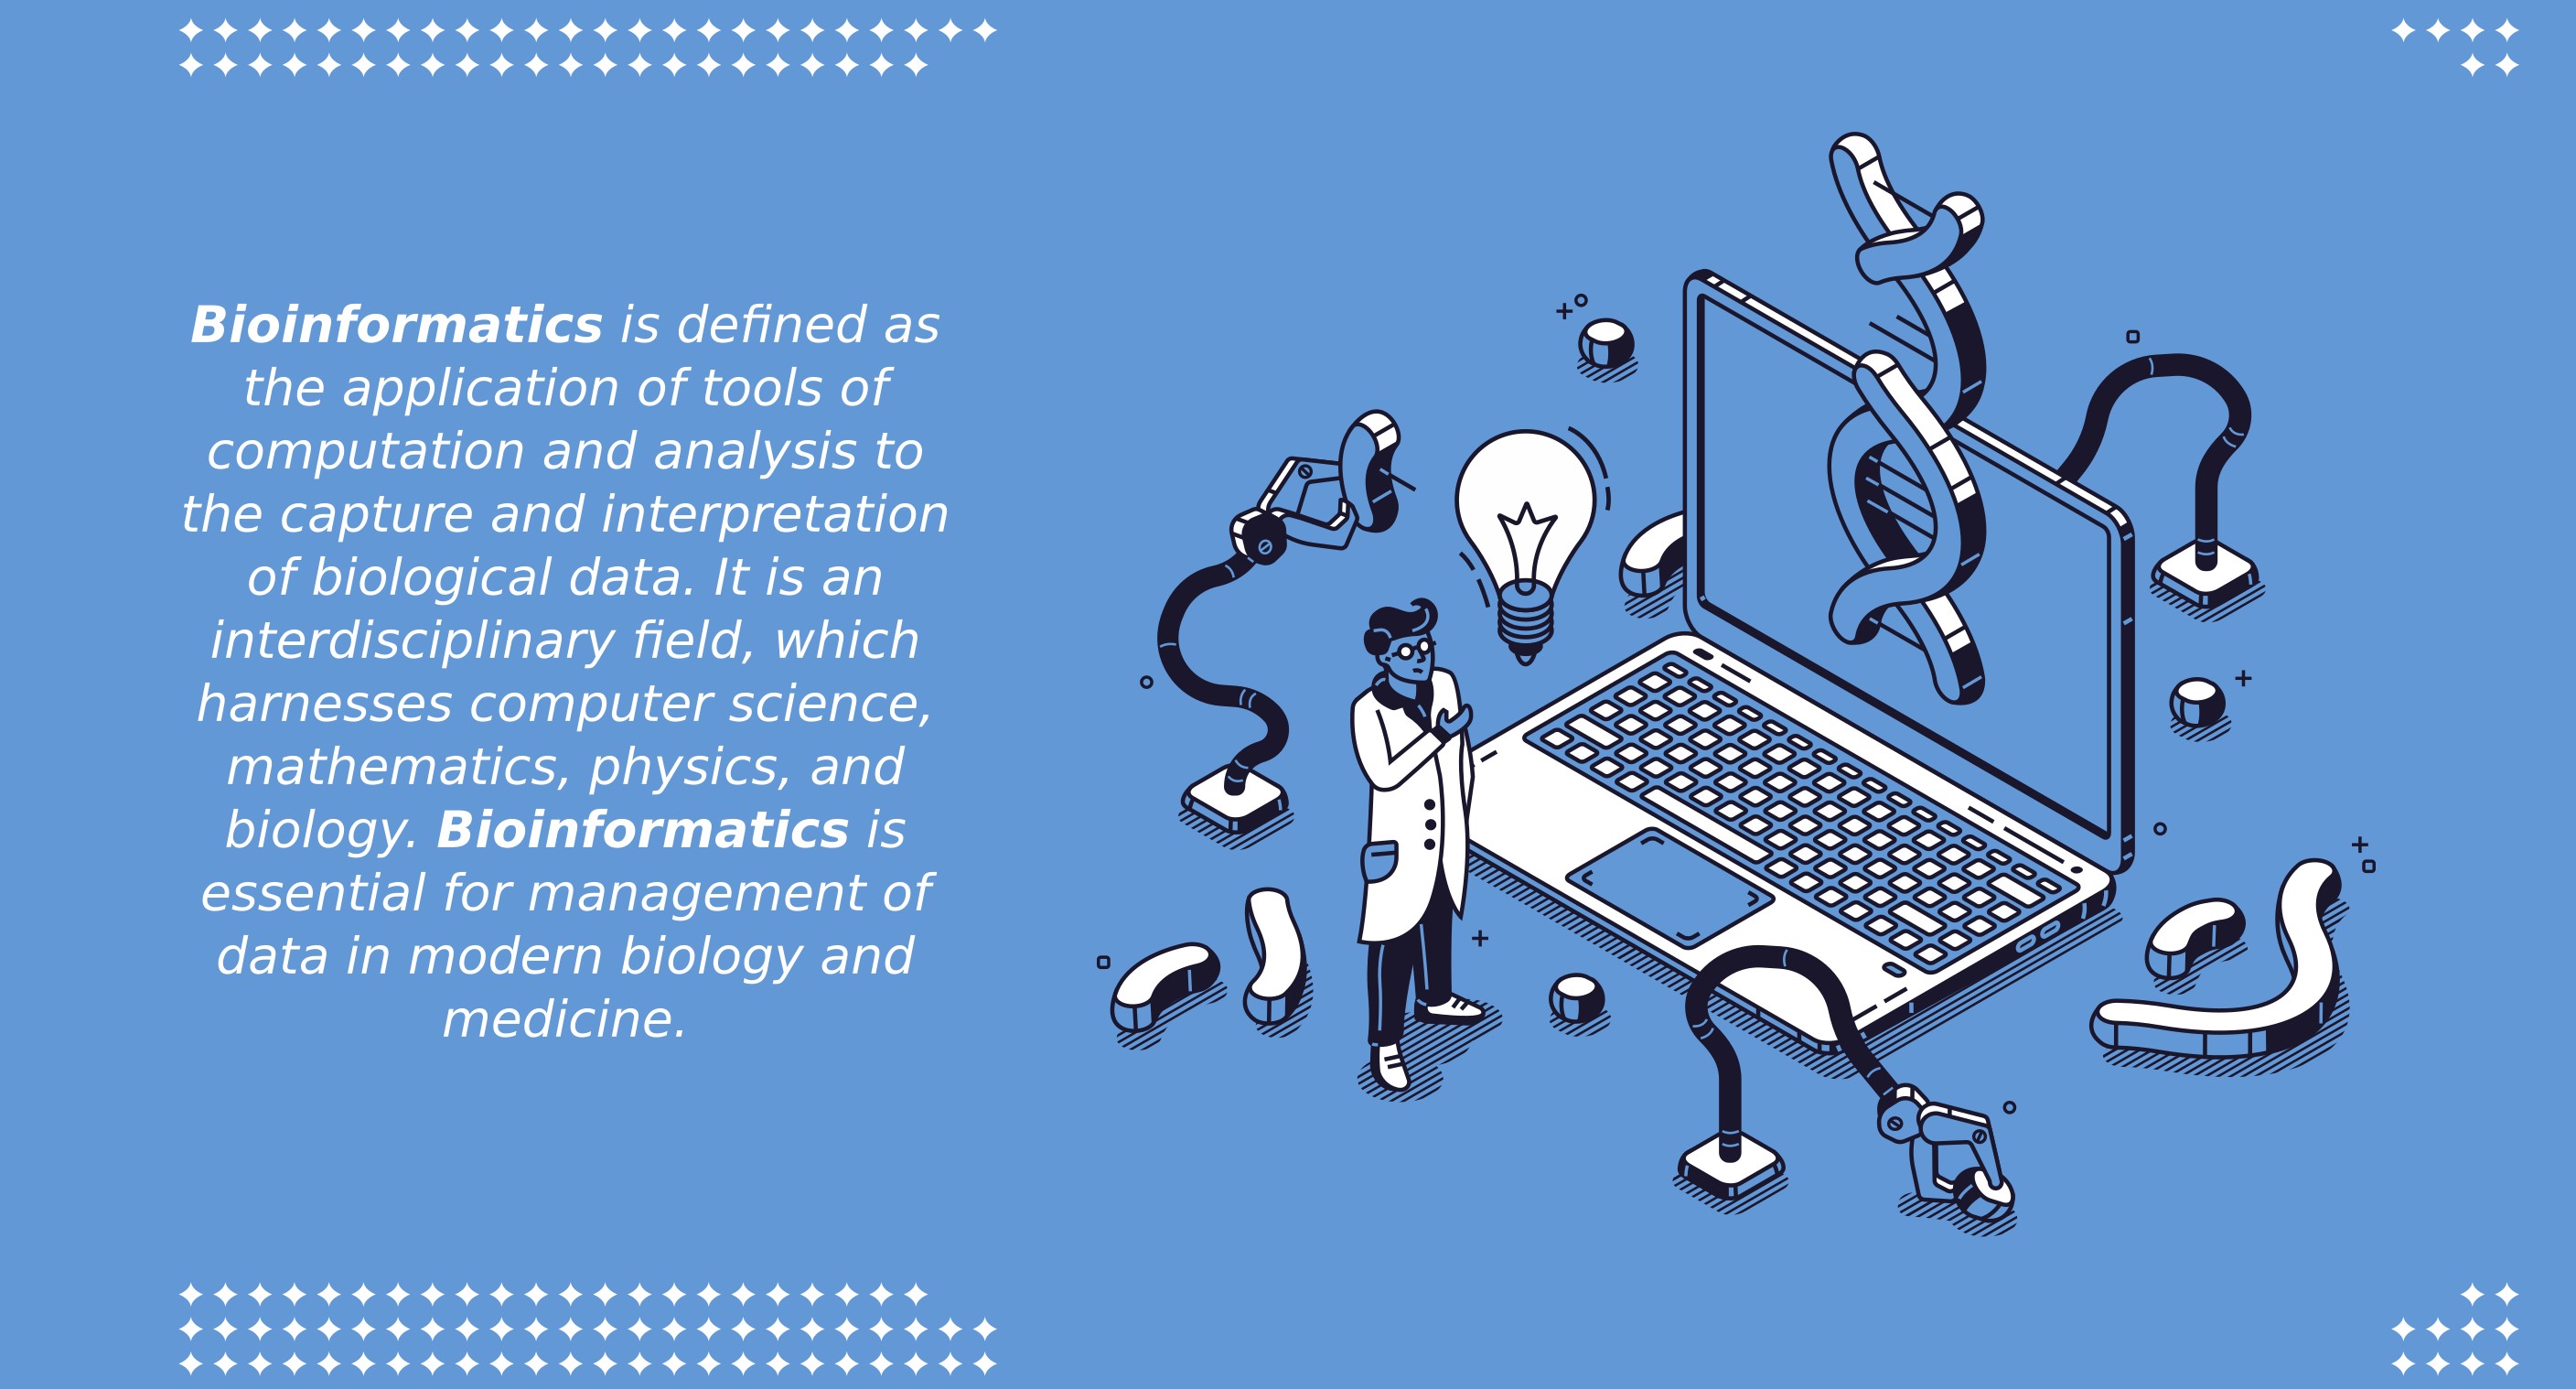 Bioinformatics is defined as
the application of tools of
computation and analysis to
the capture and interpretation
of biological data. It is an
interdisciplinary field, which
harnesses computer science,
mathematics, physics, and
biology. Bioinformatics is
essential for management of
data in modern biology and
medicine.